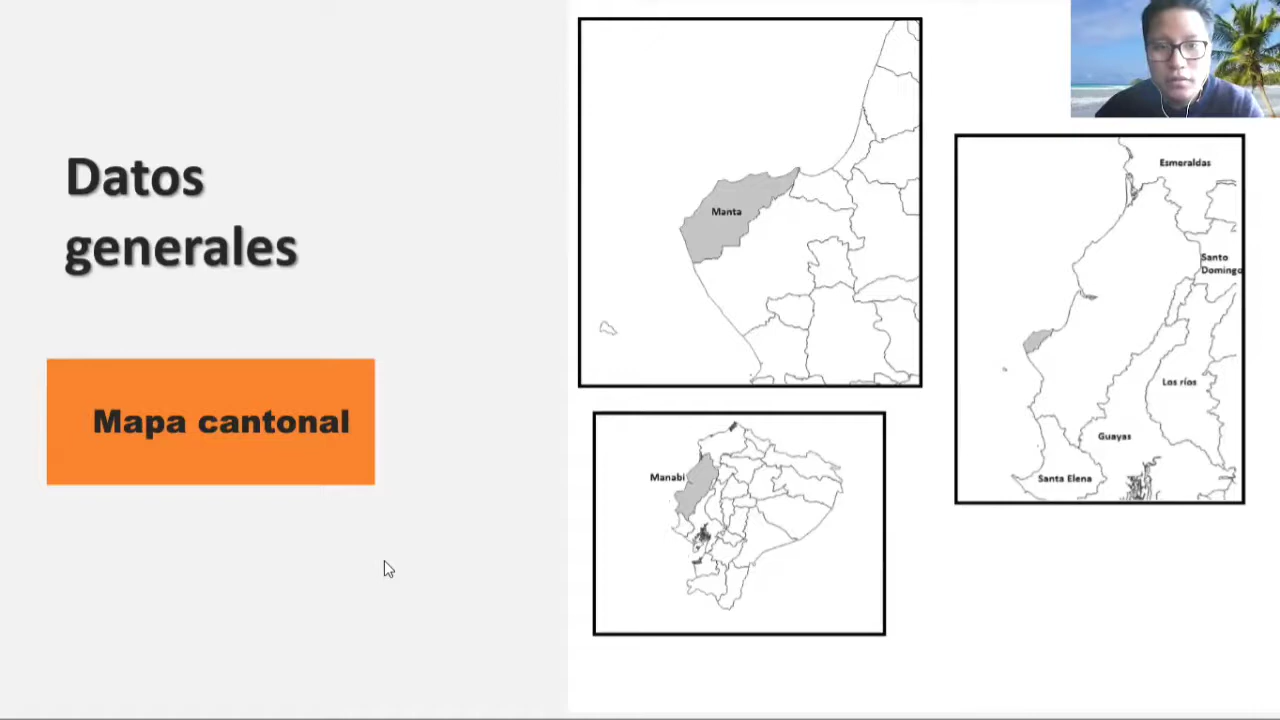 Datos
generales
Mapa cantonal
Manta
Manabí
Esmeraldas
Santo
Domingo
Los ríos
Guayas
Santa Elena